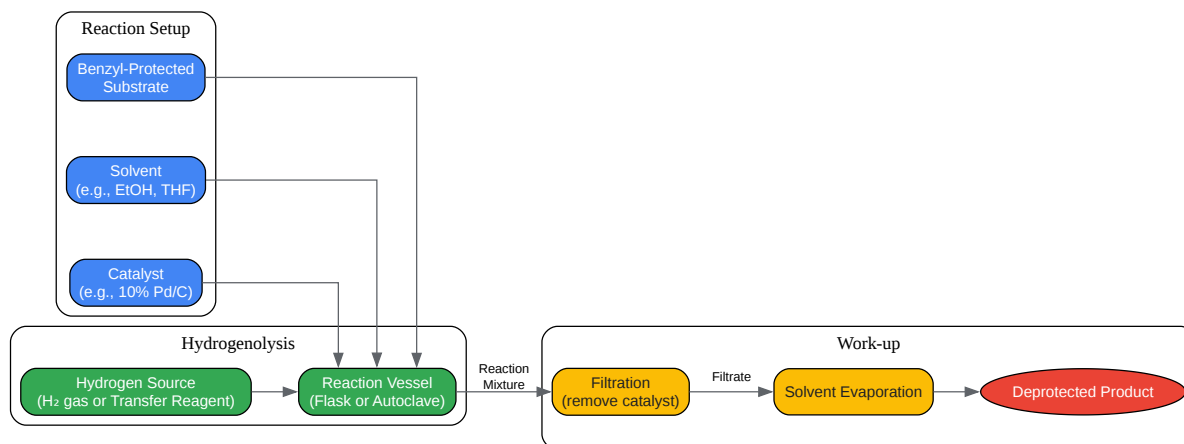 Reaction Setup
Benzyl-Protected
Substrate
Solvent
(e.g., EtOH, THF)
Catalyst
(e.g., 10% Pd/C)
Hydrogenolysis
Hydrogen Source
(H₂ gas or Transfer Reagent)
Reaction Vessel
(Flask or Autoclave)
Reaction
Mixture
Work-up
Filtration
(remove catalyst)
Filtrate
Solvent Evaporation
Deprotected Product